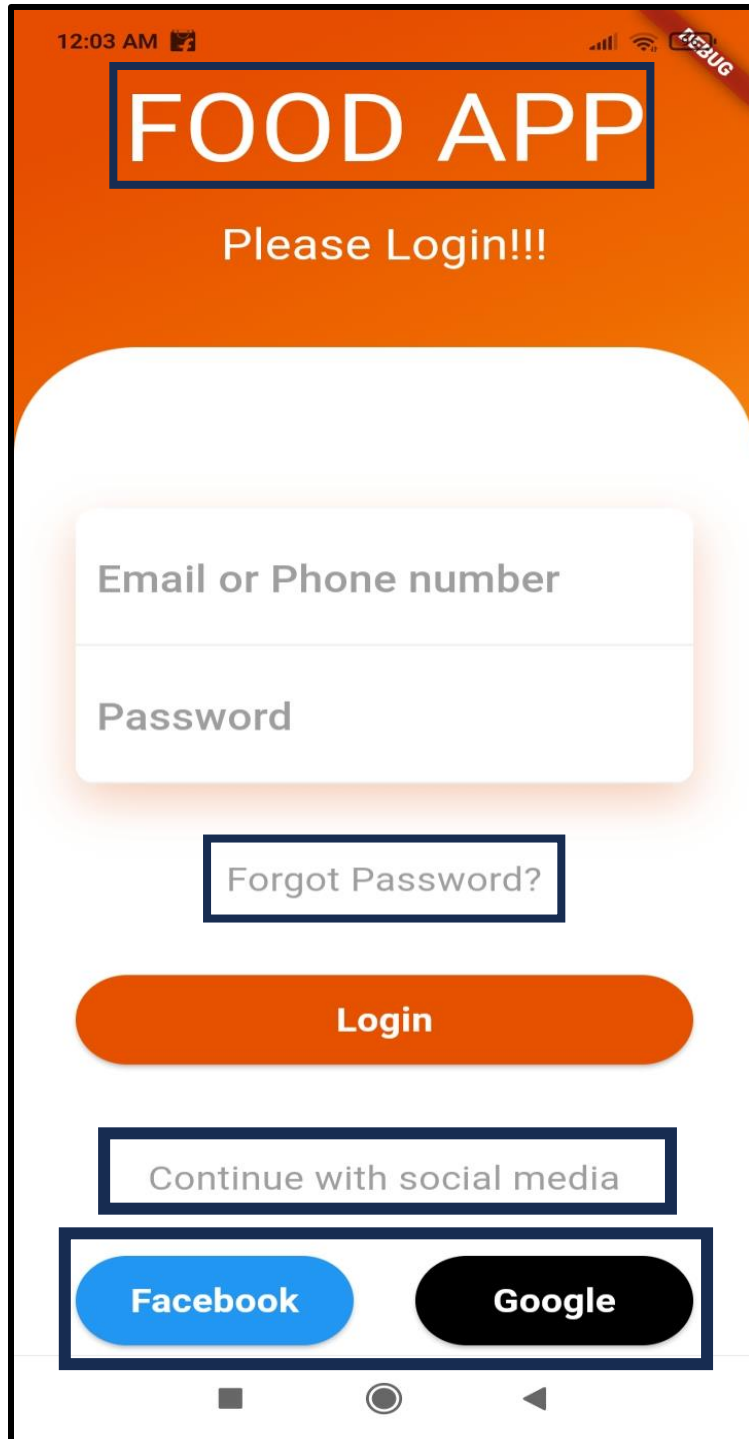 12:03 AM
DEBUG
FOOD APP
Please Login!!!
Email or Phone number
Password
Forgot Password?
Login
Continue with social media
Facebook
Google